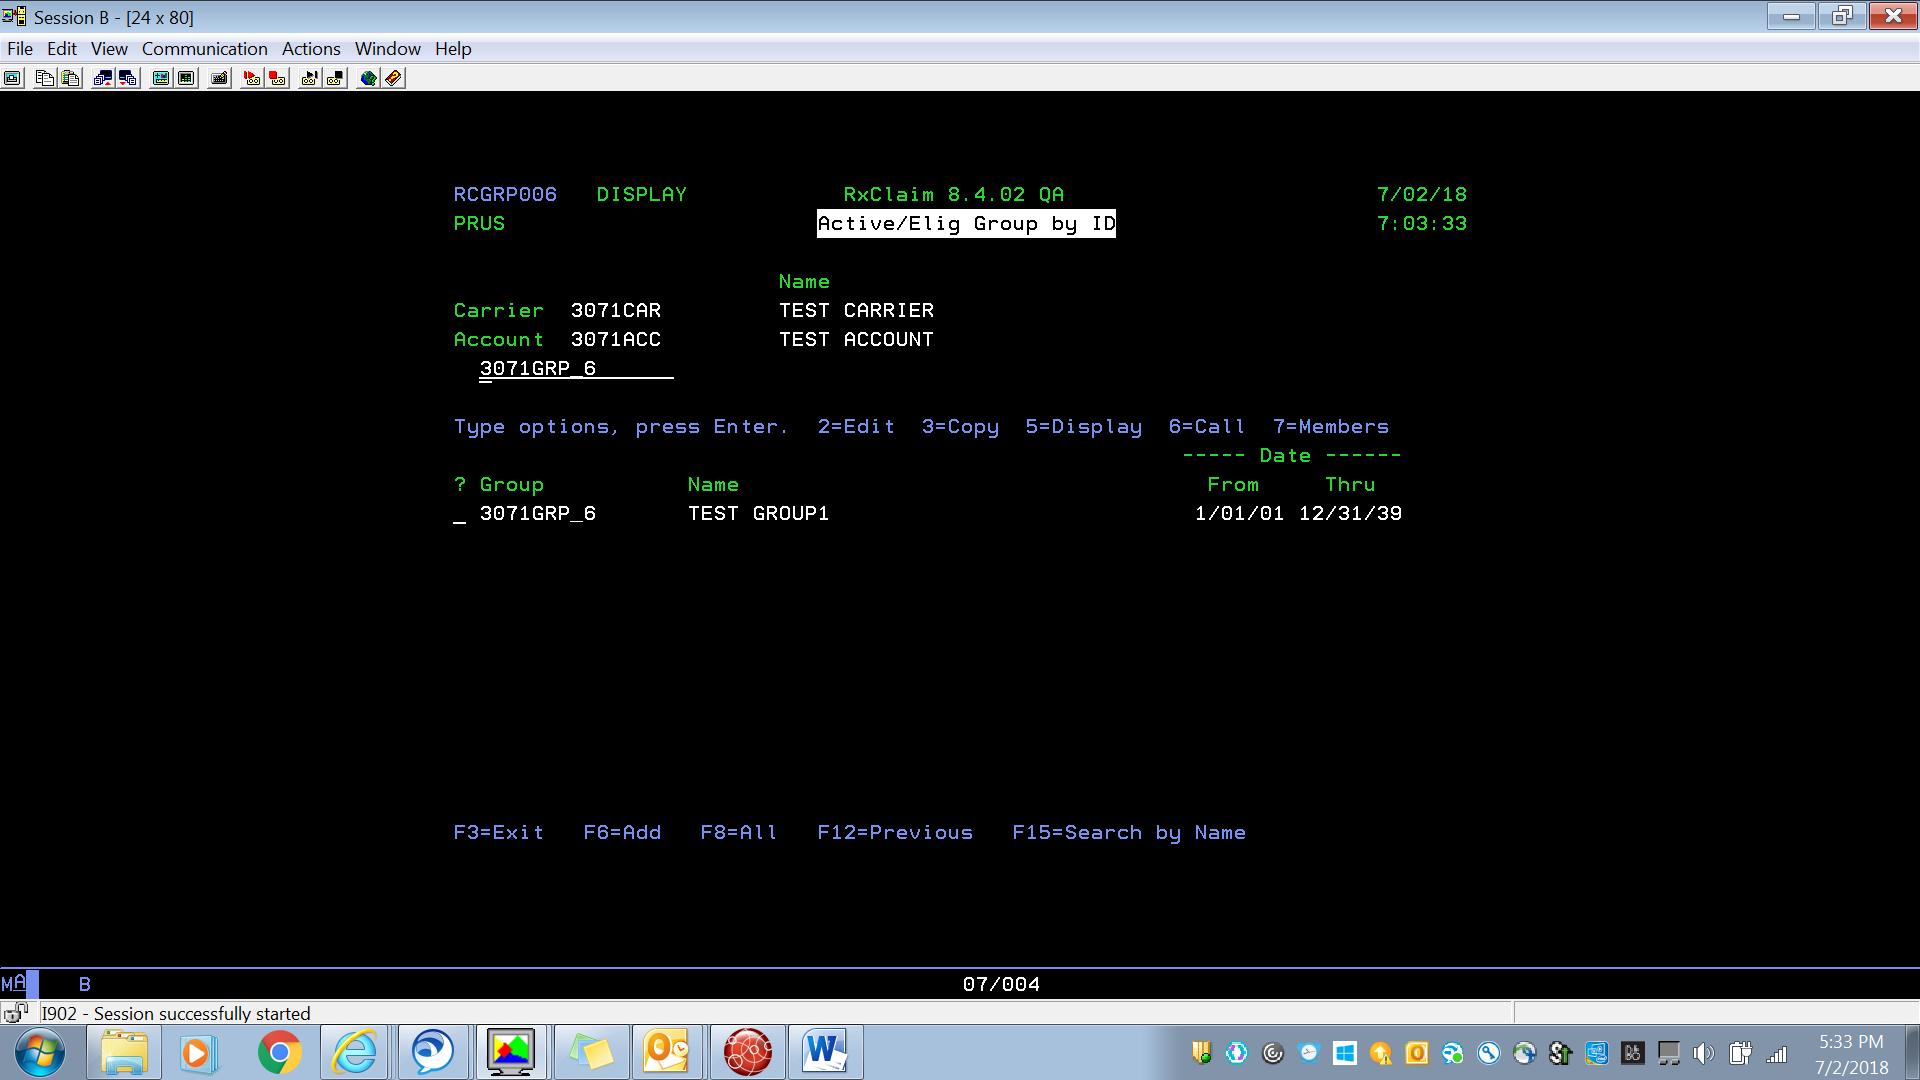 Session B - [24 x 80]
File Edit View Communication Actions Window Help
RCGRP006 DISPLAY RxClaim 8.4.02 QA 7/02/18
PRUS Active/Elig Group by ID 7:03:33
Name
Carrier 3071CAR TEST CARRIER
Account 3071ACC TEST ACCOUNT
3071GRP_6
Type options, press Enter. 2=Edit 3=Copy 5=Display 6=Call 7=Members
----- Date ------
? Group Name From Thru
_ 3071GRP_6 TEST GROUP1 1/01/01 12/31/39
F3=Exit F6=Add F8=All F12=Previous F15=Search by Name
MA B 07/004
I902 - Session successfully started
5:33 PM
7/2/2018